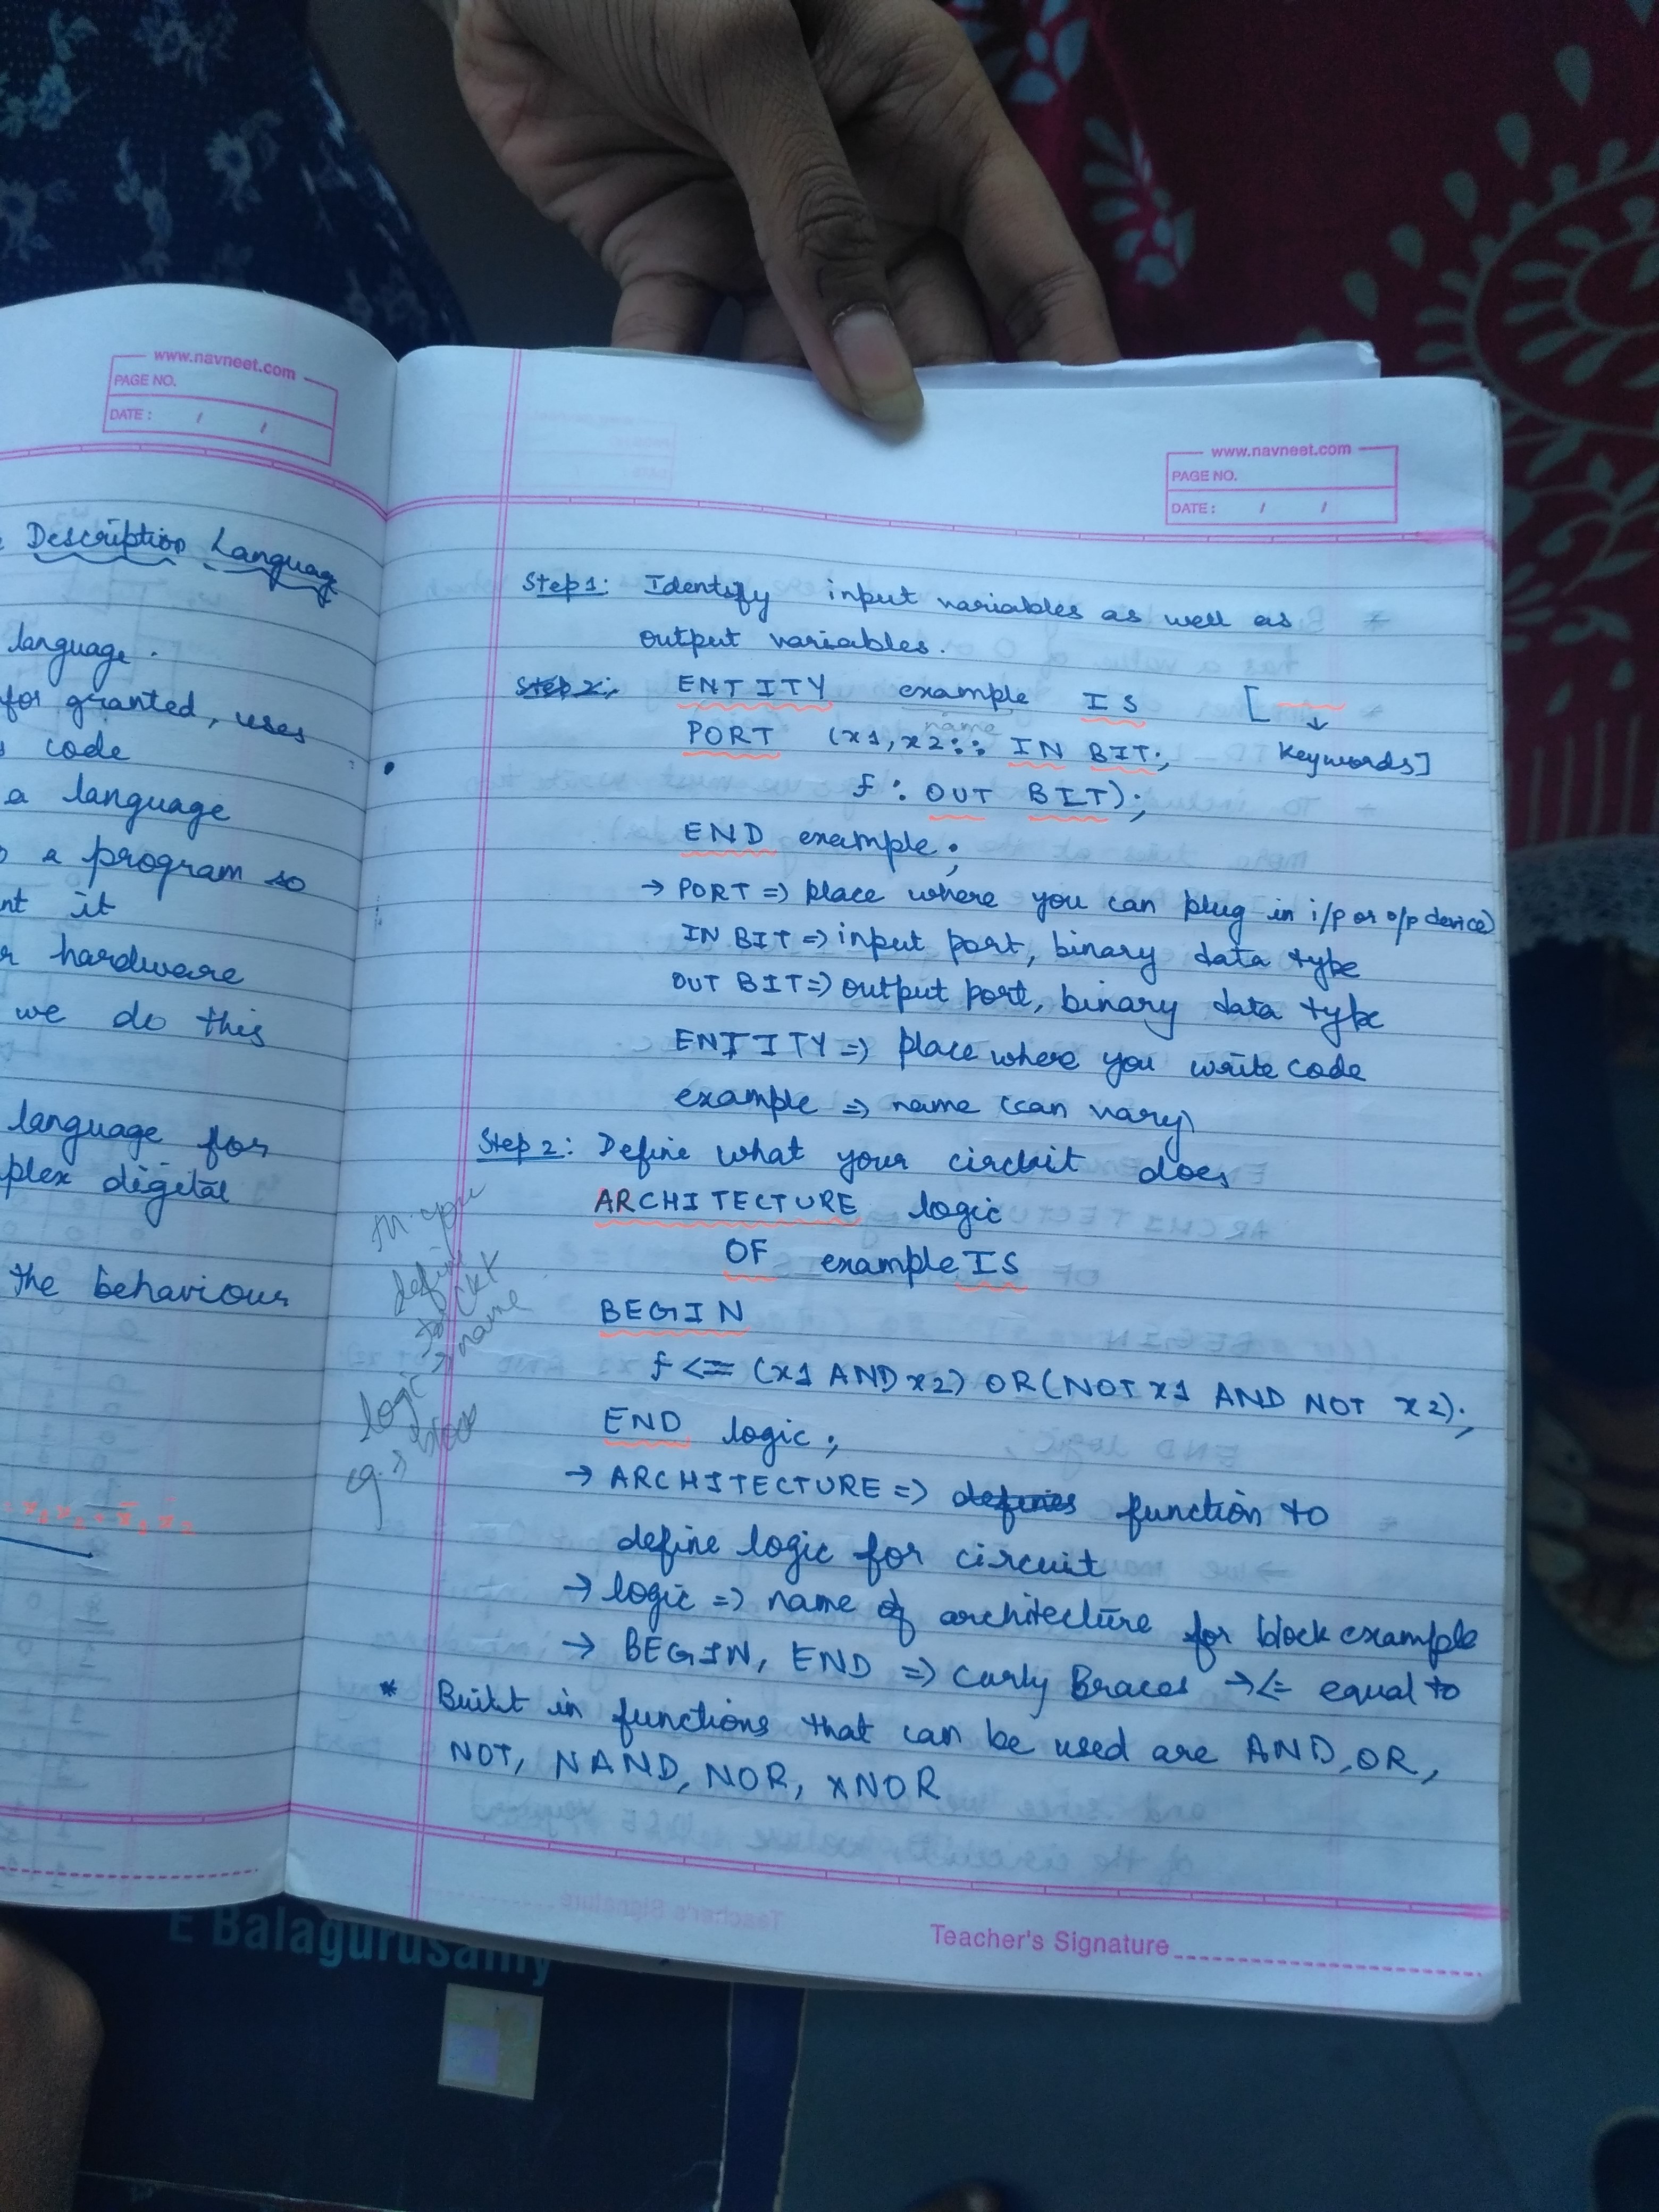 www.navneet.com
PAGE NO.
DATE : / /
Description Language
language.
for granted, uses
code
a language
a program so
nt it
r hardware
we do this
language for
plex digital
the behaviour
www.navneet.com
PAGE NO.
DATE : / /
Step 1: Identify input variables as well as
output variables.
Step 2: ENTITY example IS [
name
PORT (x1, x2 : : IN BIT; ↓ Keywords]
f : OUT BIT);
END example;
→ PORT => place where you can plug in i/p or o/p device)
IN BIT => input port, binary data type
OUT BIT => output port, binary data type
ENTITY => place where you write code
example => name (can vary)
Step 2: Define what your circuit does
ARCHITECTURE logic
OF example IS
BEGIN
f <= (x1 AND x2) OR (NOT x1 AND NOT x2);
END logic;
→ ARCHITECTURE => defines function to
define logic for circuit
→ logic => name of architecture for block example
→ BEGIN, END => Curly Braces → <= equal to
* Built in functions that can be used are AND, OR,
NOT, NAND, NOR, XNOR
you
define
ckt
logic → name
eg. → block
Teacher's Signature
E Balagurusamy